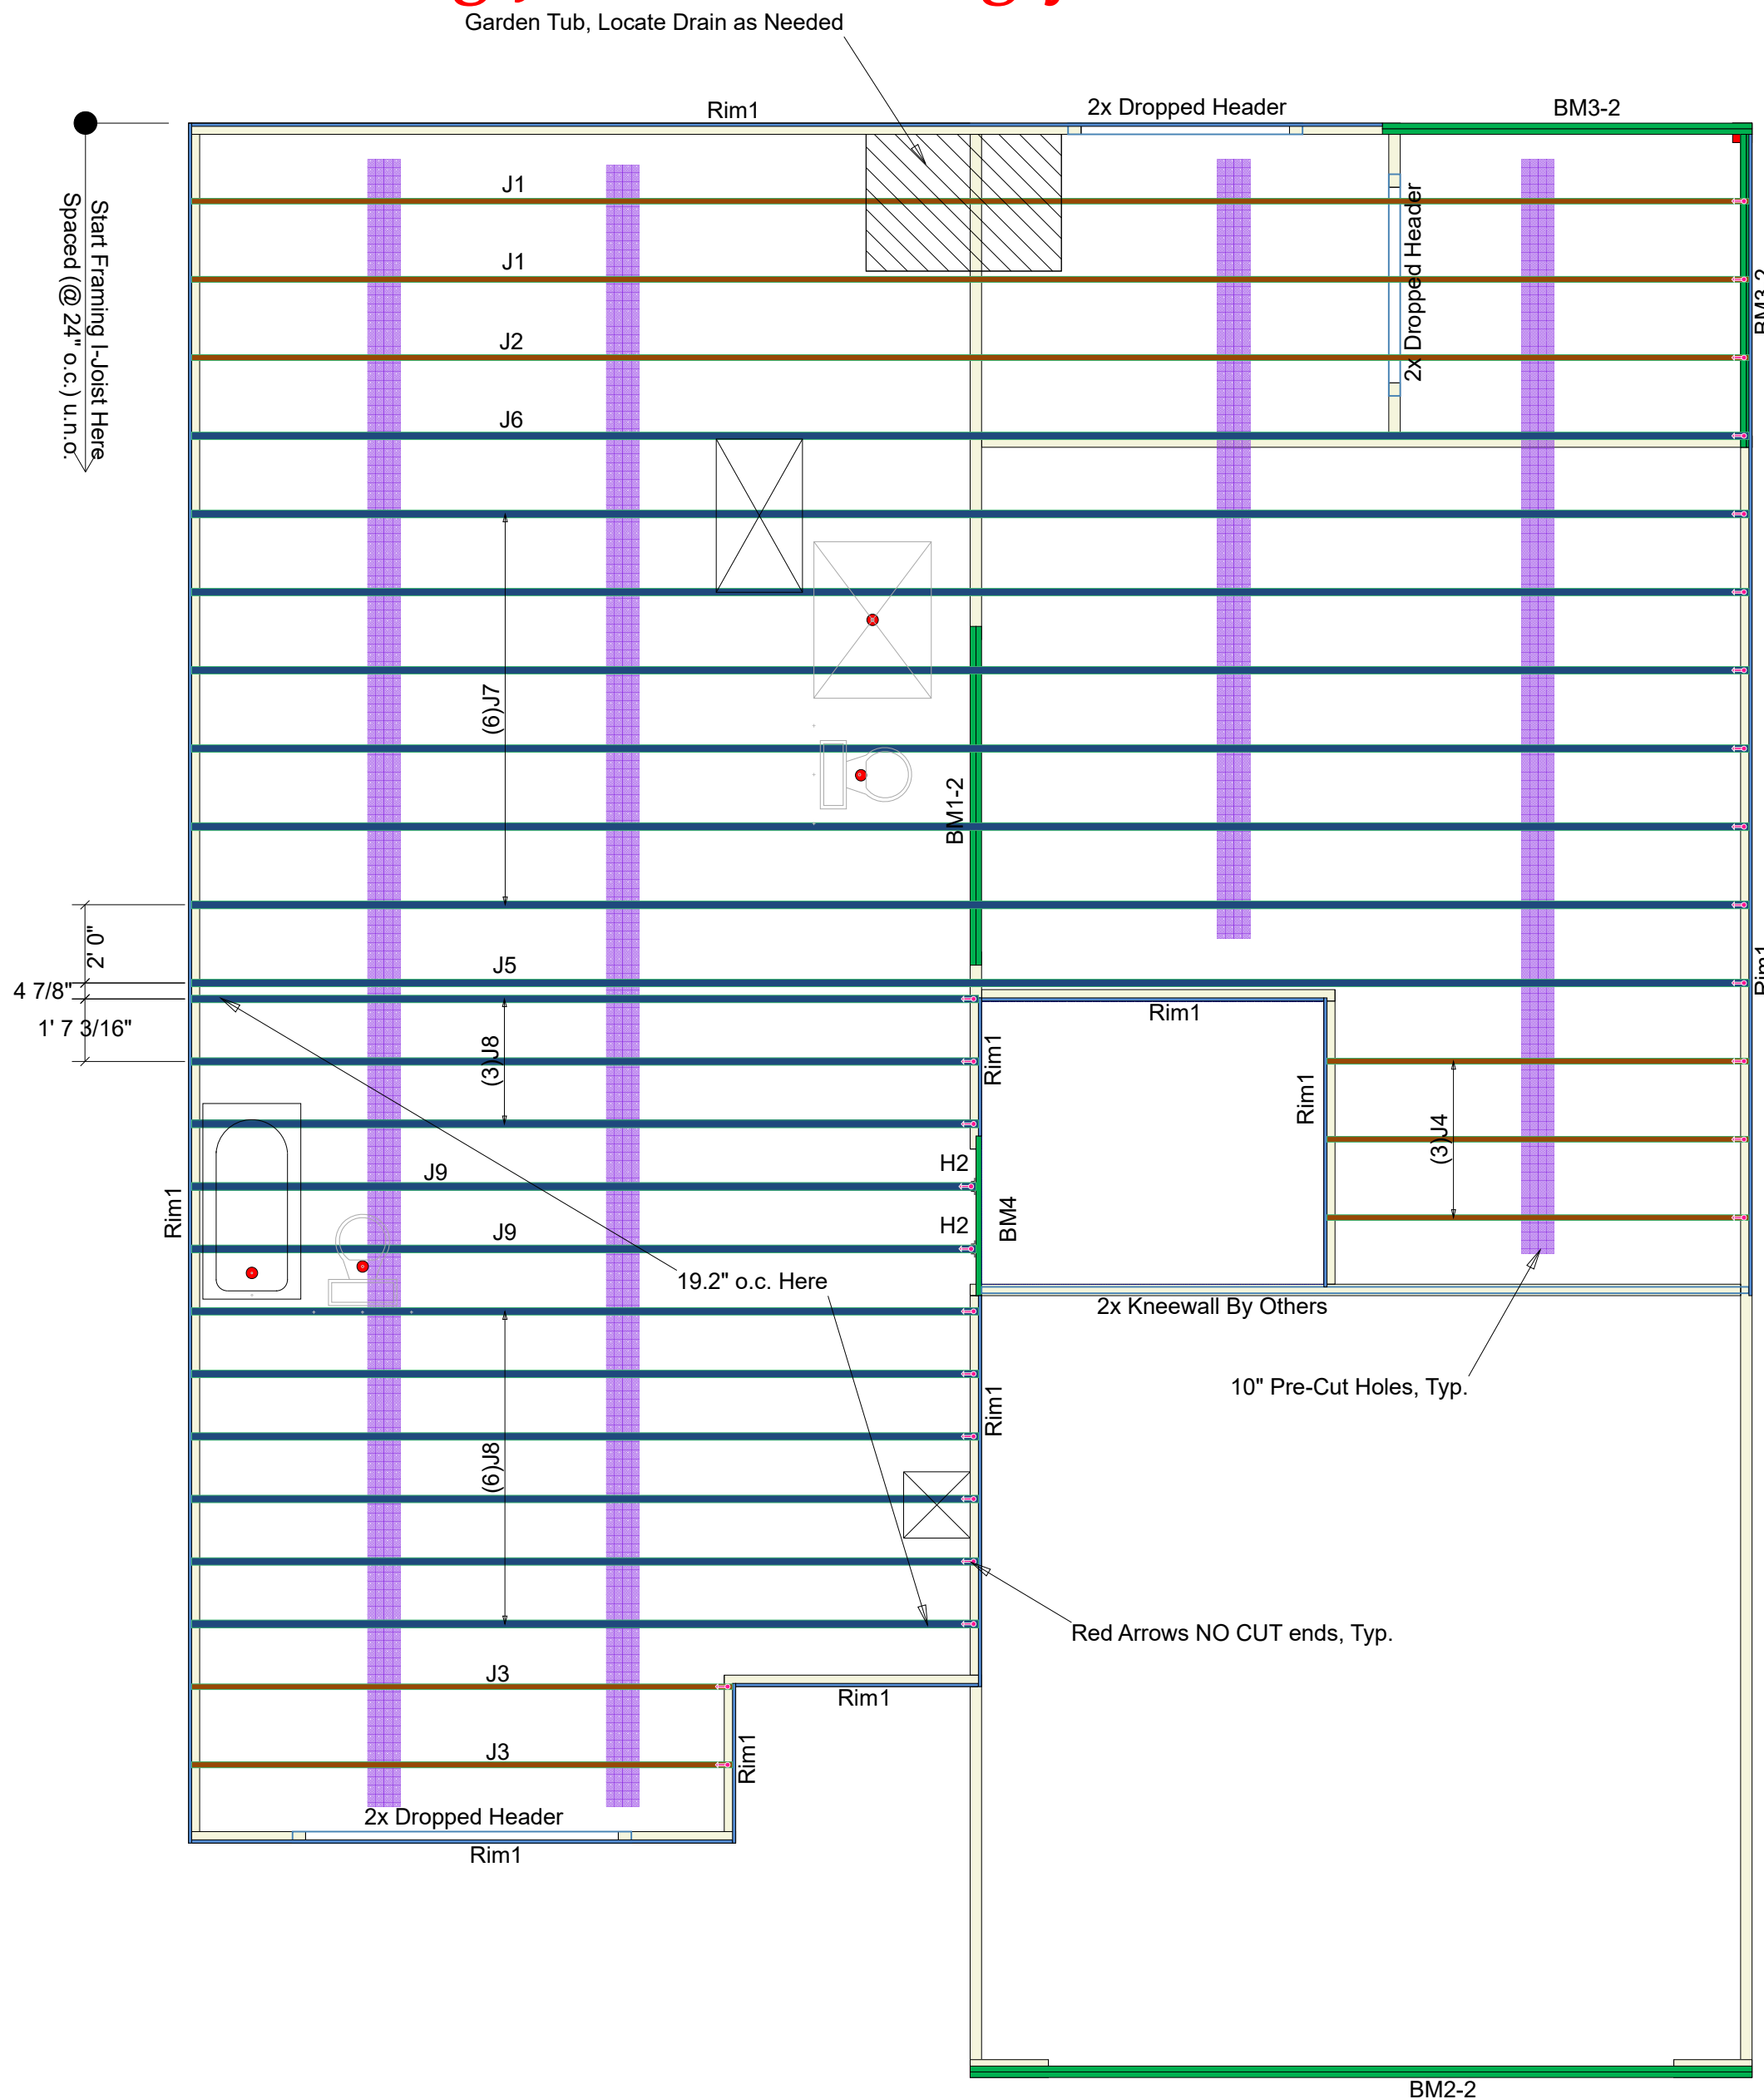 Garden Tub, Locate Drain as Needed
Rim1
2x Dropped Header
BM3-2
Start Framing I-Joist Here
Spaced (@ 24" o.c.) u.n.o.
J1
J1
J2
J6
2x Dropped Header
BM3-2
(6)J7
BM1-2
2' 0"
4 7/8"
1' 7 3/16"
J5
Rim1
Rim1
(3)J8
Rim1
Rim1
(3)J4
H2
J9
H2
J9
BM4
Rim1
19.2" o.c. Here
2x Kneewall By Others
10" Pre-Cut Holes, Typ.
Rim1
(6)J8
Red Arrows NO CUT ends, Typ.
J3
Rim1
J3
Rim1
2x Dropped Header
Rim1
BM2-2